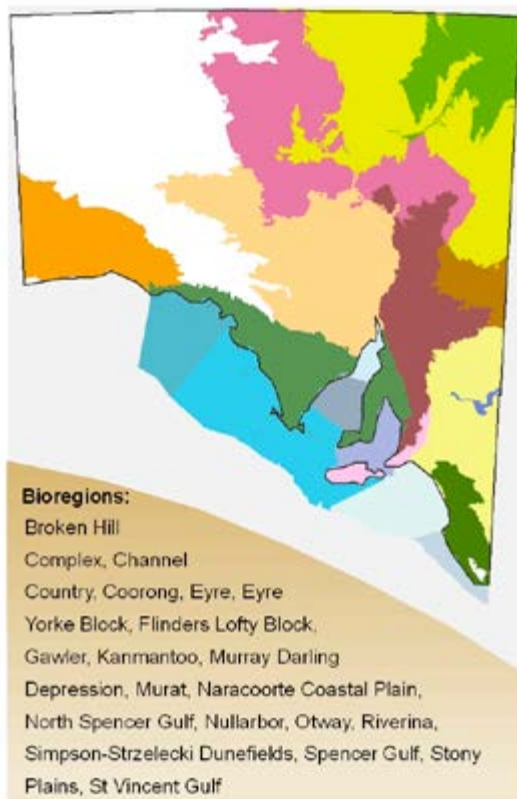 Bioregions:
Broken Hill
Complex, Channel
Country, Coorong, Eyre, Eyre
Yorke Block, Flinders Lofty Block,
Gawler, Kanmantoo, Murray Darling
Depression, Murat, Naracoorte Coastal Plain,
North Spencer Gulf, Nullarbor, Otway, Riverina,
Simpson-Strzelecki Dunefields, Spencer Gulf, Stony
Plains, St Vincent Gulf